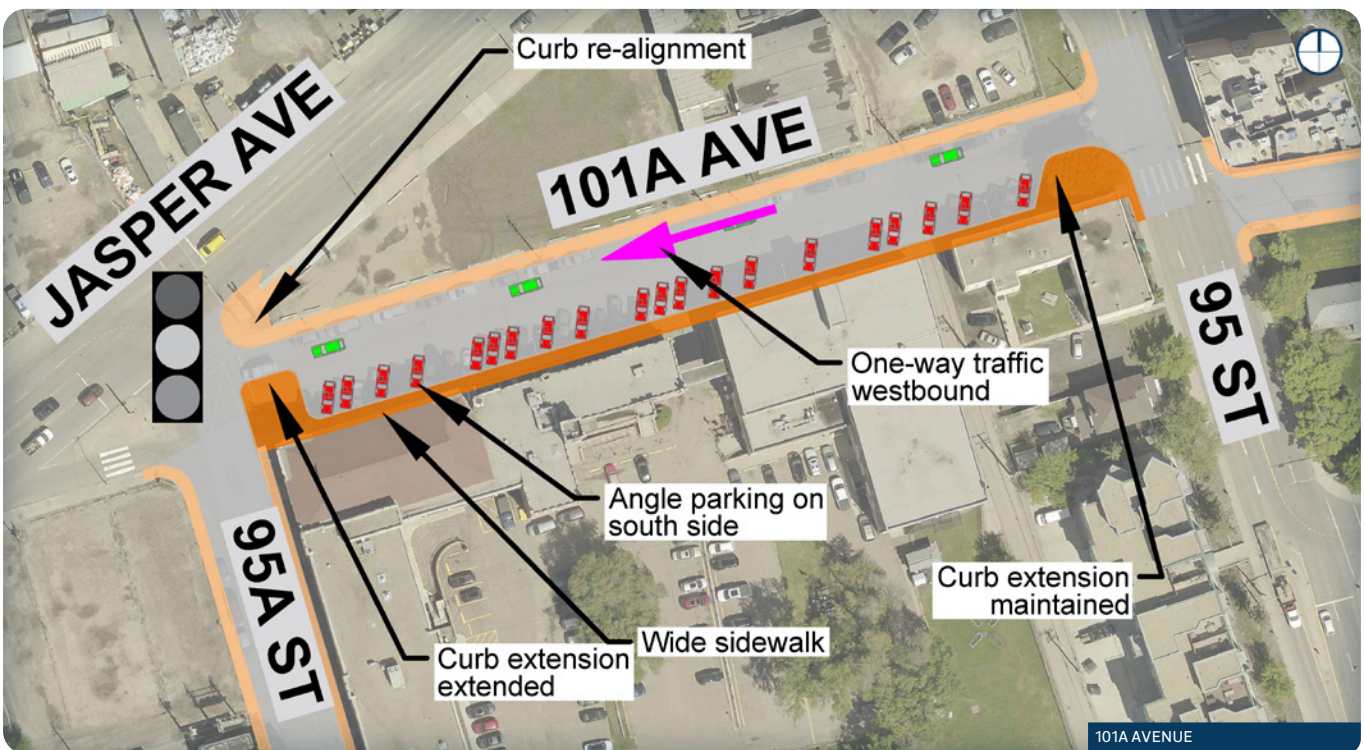 Curb re-alignment
JASPER AVE
101A AVE
95 ST
One-way traffic
westbound
Angle parking on
south side
Curb extension
maintained
95A ST
Wide sidewalk
Curb extension
extended
101A AVENUE